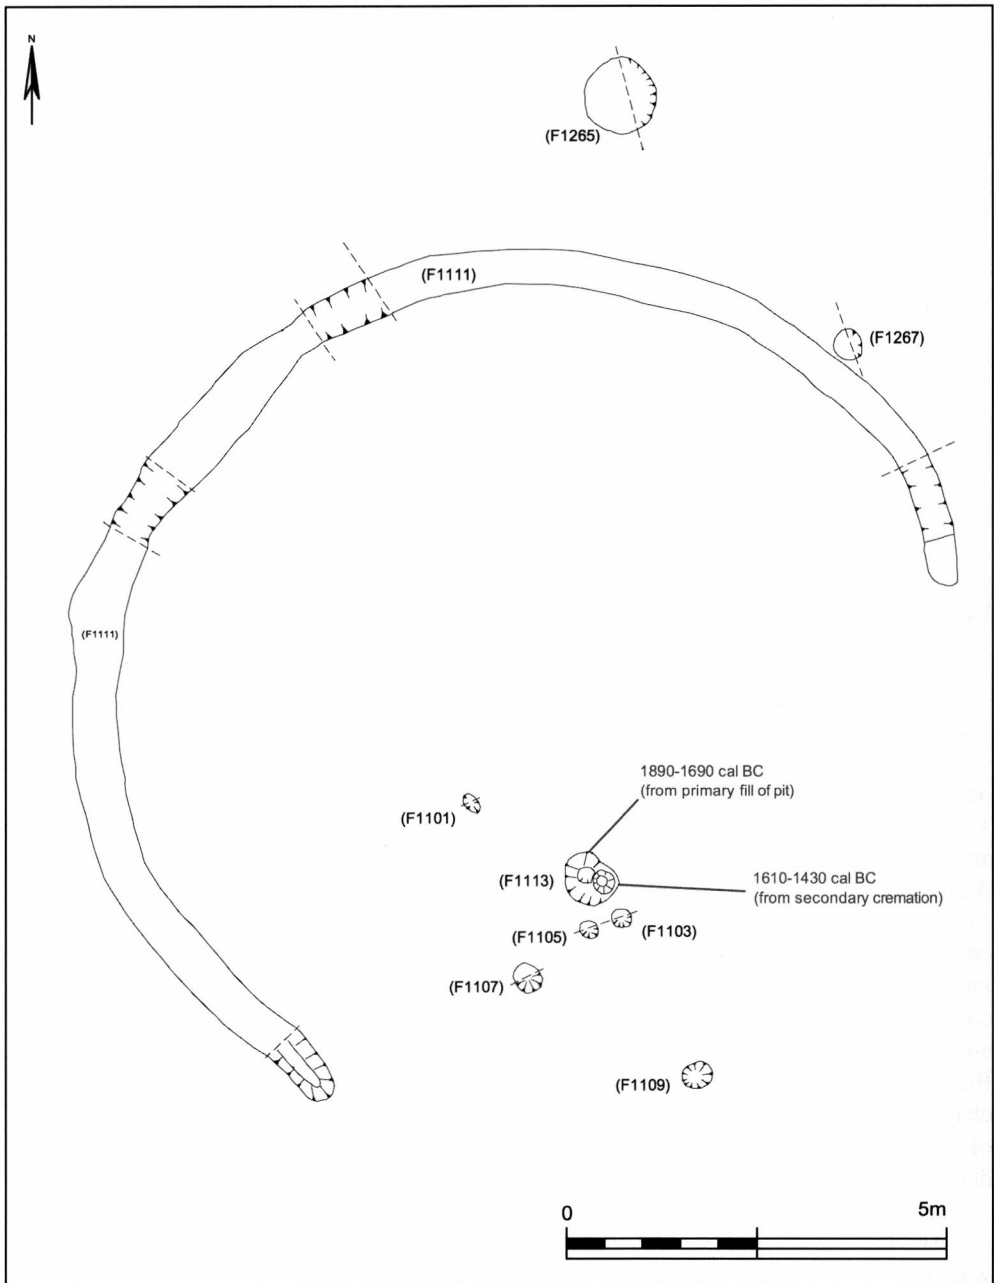 N
(F1265)
(F1111)
(F1267)
(F1111)
1890-1690 cal BC
(from primary fill of pit)
(F1101)
(F1113)
1610-1430 cal BC
(from secondary cremation)
(F1105)
(F1103)
(F1107)
(F1109)
0
5m